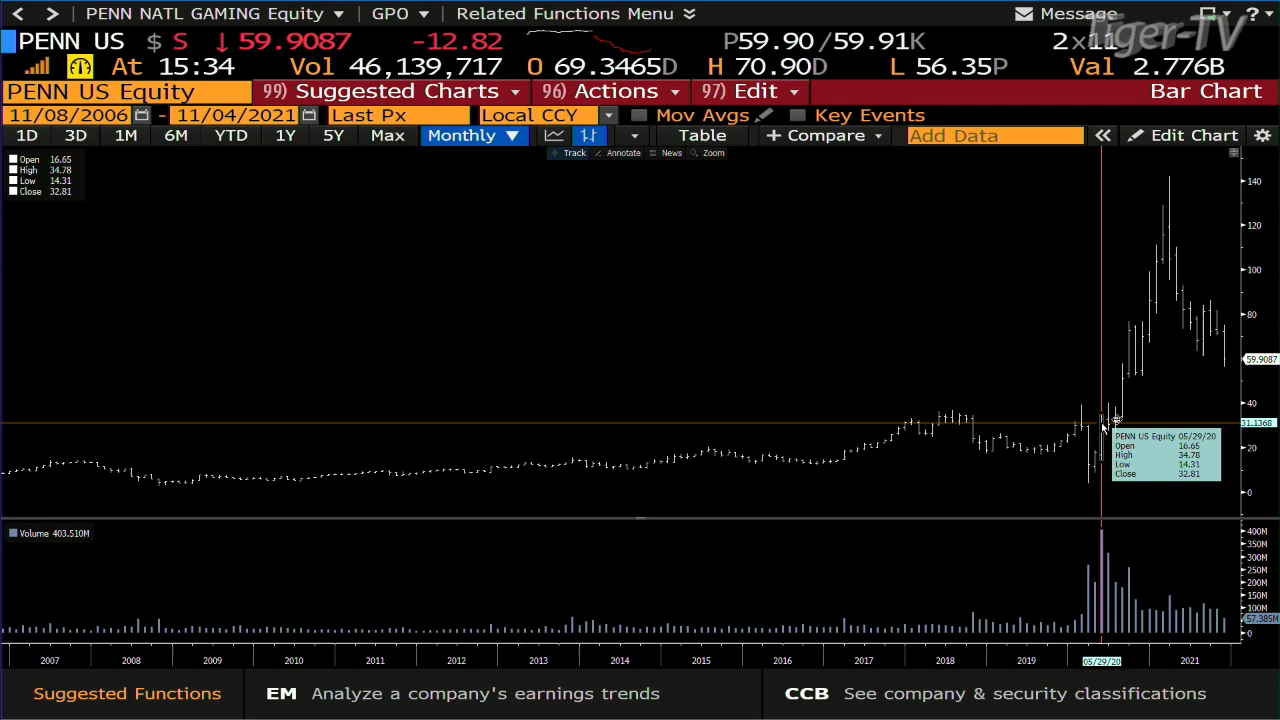 PENN NATL GAMING Equity GPO Related Functions Menu Message ?
Tiger-TV
PENN US $ S ↓ 59.9087 -12.82 P59.90 /59.91K 2 x11
At 15:34 Vol 46,139,717 O 69.3465D H 70.90D L 56.35P Val 2.776B
PENN US Equity 99) Suggested Charts 96) Actions 97) Edit Bar Chart
11/08/2006 - 11/04/2021 Last Px Local CCY Mov Avgs Key Events
1D 3D 1M 6M YTD 1Y 5Y Max Monthly ▼ Table + Compare Add Data « Edit Chart
Track Annotate News Zoom
Open 16.65
High 34.78
Low 14.31
Close 32.81
140
120
100
80
59.9087
40
31.1368
20
0
PENN US Equity 05/29/20
Open 16.65
High 34.78
Low 14.31
Close 32.81
Volume 403.510M
400M
350M
300M
250M
200M
150M
100M
57.385M
0
2007 2008 2009 2010 2011 2012 2013 2014 2015 2016 2017 2018 2019 05/29/20 2021
Suggested Functions EM Analyze a company's earnings trends CCB See company & security classifications